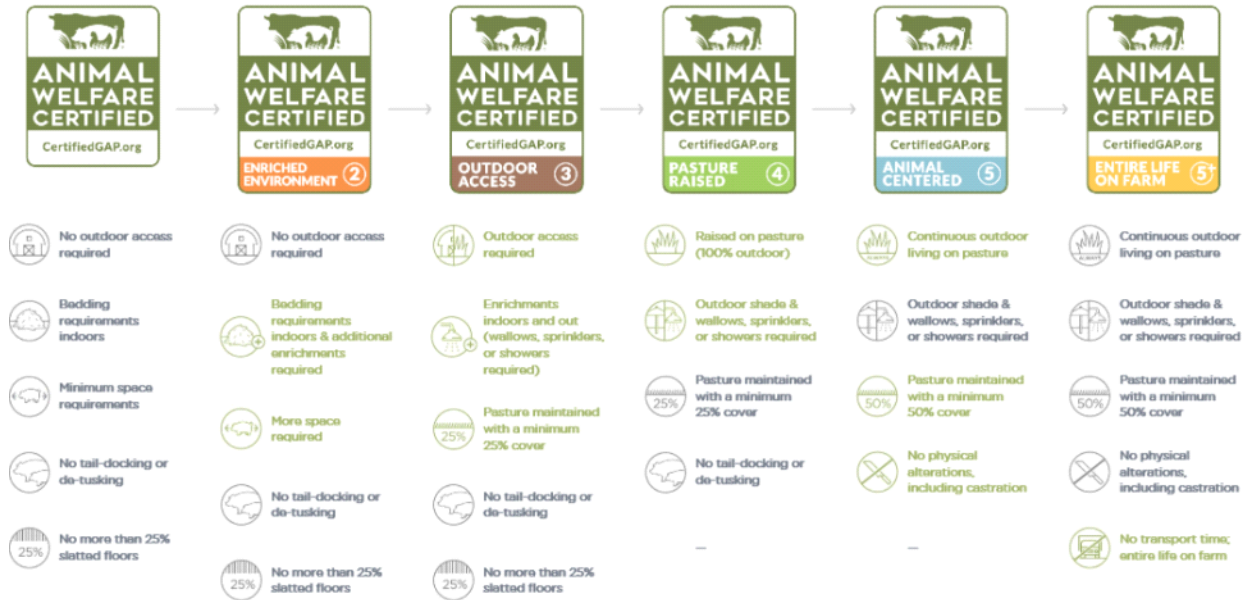 ANIMAL
WELFARE
CERTIFIED
CertifiedGAP.org
No outdoor access
required
Bedding
requirements
indoors
Minimum space
requirements
No tail-docking or
de-tusking
25%
No more than 25%
slatted floors
ANIMAL
WELFARE
CERTIFIED
CertifiedGAP.org
ENRICHED
ENVIRONMENT 2
No outdoor access
required
Bedding
requirements
indoors & additional
enrichments
required
More space
required
No tail-docking or
de-tusking
25%
No more than 25%
slatted floors
ANIMAL
WELFARE
CERTIFIED
CertifiedGAP.org
OUTDOOR
ACCESS 3
Outdoor access
required
Enrichments
indoors and out
(wallows, sprinklers,
or showers
required)
25%
Pasture maintained
with a minimum
25% cover
No tail-docking or
de-tusking
25%
No more than 25%
slatted floors
ANIMAL
WELFARE
CERTIFIED
CertifiedGAP.org
PASTURE
RAISED 4
Raised on pasture
(100% outdoor)
Outdoor shade &
wallows, sprinklers,
or showers required
25%
Pasture maintained
with a minimum
25% cover
No tail-docking or
de-tusking
–
ANIMAL
WELFARE
CERTIFIED
CertifiedGAP.org
ANIMAL
CENTERED 5
ALWAYS
Continuous outdoor
living on pasture
Outdoor shade &
wallows, sprinklers,
or showers required
50%
Pasture maintained
with a minimum
50% cover
No physical
alterations,
including castration
–
ANIMAL
WELFARE
CERTIFIED
CertifiedGAP.org
ENTIRE LIFE
ON FARM 5+
ALWAYS
Continuous outdoor
living on pasture
Outdoor shade &
wallows, sprinklers,
or showers required
50%
Pasture maintained
with a minimum
50% cover
No physical
alterations,
including castration
No transport time;
entire life on farm